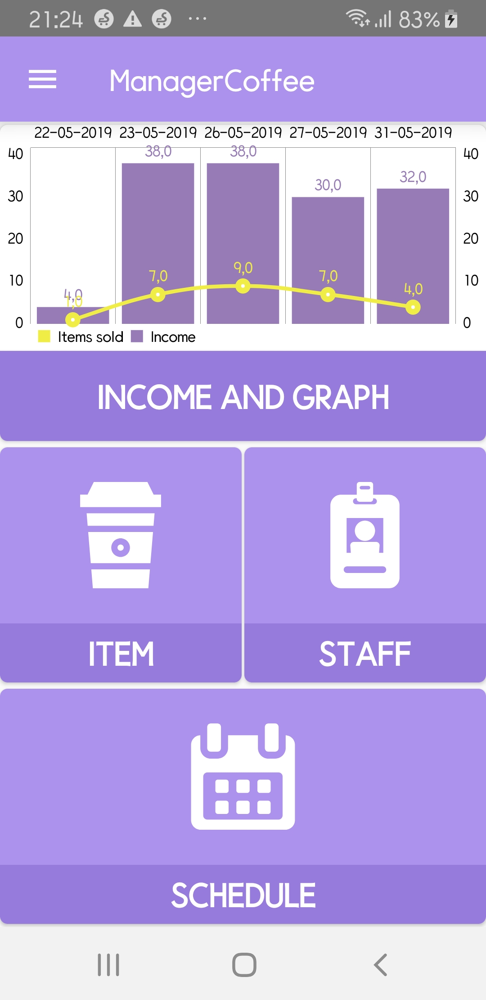 21:24 83%
ManagerCoffee
22-05-2019 23-05-2019 26-05-2019 27-05-2019 31-05-2019
40 38,0 38,0 40
32,0
30 30,0 30
20 20
10 7,0 9,0 7,0 10
4,0 1,0 4,0
0 0
Items sold Income
INCOME AND GRAPH
ITEM STAFF
SCHEDULE